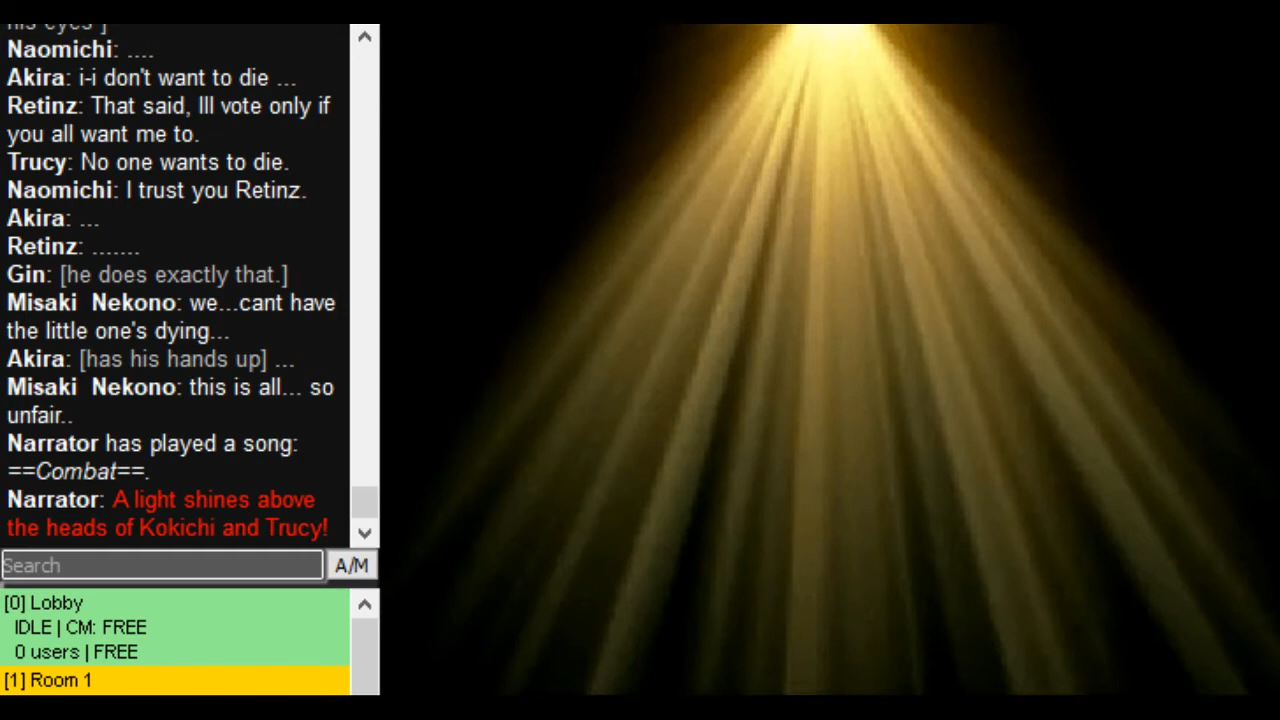 his eyes ]
Naomichi: ....
Akira: i-i don't want to die ...
Retinz: That said, Ill vote only if
you all want me to.
Trucy: No one wants to die.
Naomichi: I trust you Retinz.
Akira: ...
Retinz: .......
Gin: [he does exactly that.]
Misaki  Nekono: we...cant have
the little one's dying...
Akira: [has his hands up] ...
Misaki  Nekono: this is all... so
unfair..
Narrator has played a song:
==Combat==.
Narrator: A light shines above
the heads of Kokichi and Trucy!
Search
A/M
[0] Lobby
IDLE | CM: FREE
0 users | FREE
[1] Room 1